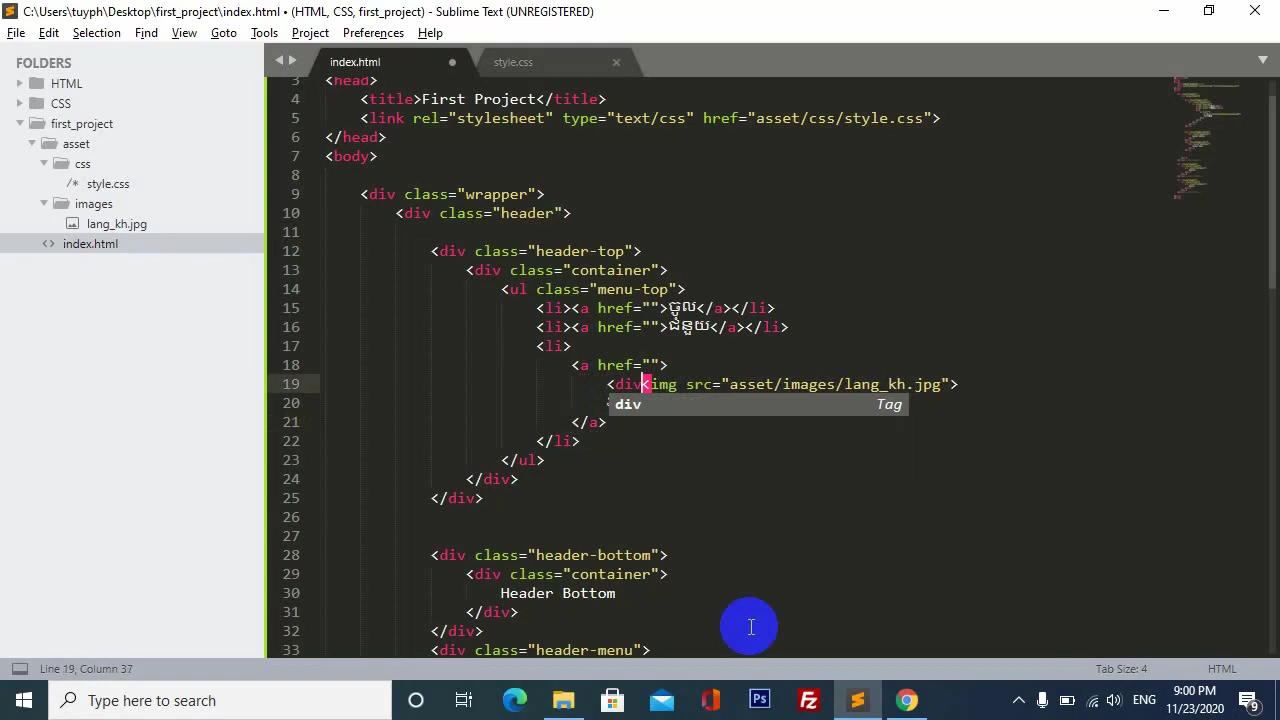 C:\Users\tuyph\Desktop\first_project\index.html • (HTML, CSS, first_project) - Sublime Text (UNREGISTERED)
File Edit Selection Find View Goto Tools Project Preferences Help
FOLDERS
HTML
CSS
first_project
asset
css
/* style.css
images
lang_kh.jpg
<> index.html
index.html
style.css
3 <head>
4 <title>First Project</title>
5 <link rel="stylesheet" type="text/css" href="asset/css/style.css">
6 </head>
7 <body>
8
9 <div class="wrapper">
10 <div class="header">
11
12 <div class="header-top">
13 <div class="container">
14 <ul class="menu-top">
15 <li><a href="">ចូល</a></li>
16 <li><a href="">ជំនួយ</a></li>
17 <li>
18 <a href="">
19 <div<img src="asset/images/lang_kh.jpg">
div Tag
20
21 </a>
22 </li>
23 </ul>
24 </div>
25 </div>
26
27
28 <div class="header-bottom">
29 <div class="container">
30 Header Bottom
31 </div>
32 </div>
33 <div class="header-menu">
Line 19, Column 37
Tab Size: 4
HTML
Type here to search
ENG
9:00 PM
11/23/2020
9